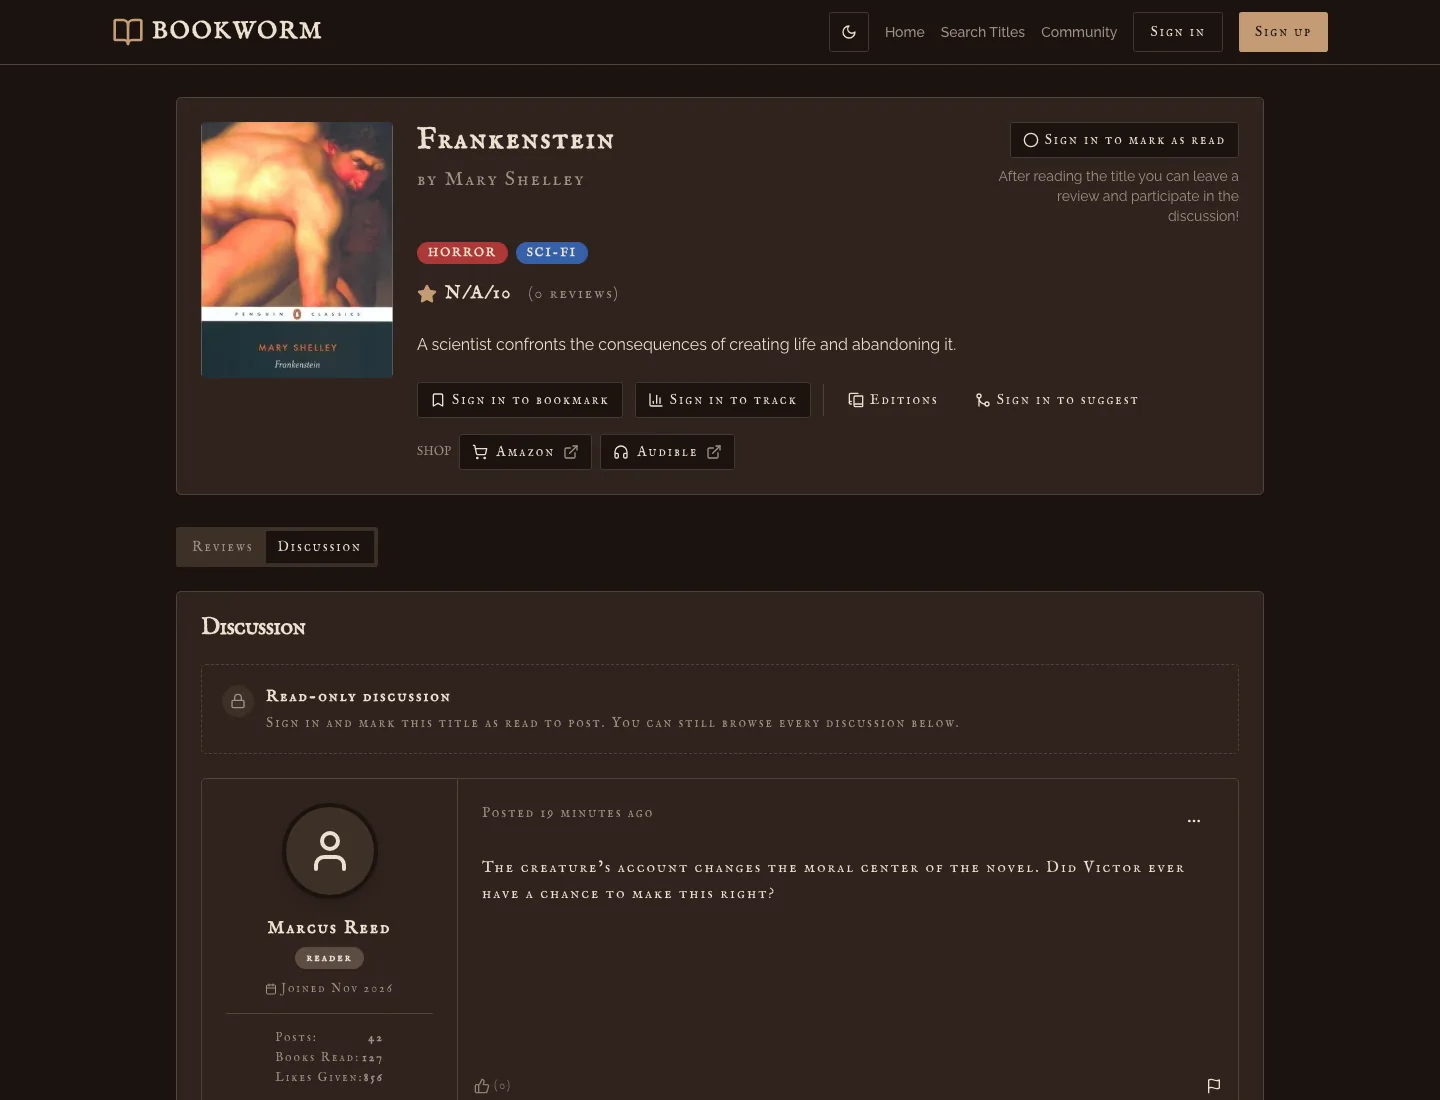 BOOKWORM
Home
Search Titles
Community
Sign in
Sign up
Frankenstein
by Mary Shelley
Sign in to mark as read
After reading the title you can leave a
review and participate in the
discussion!
HORROR
SCI-FI
N/A/10 (0 reviews)
PENGUIN CLASSICS
MARY SHELLEY
Frankenstein
A scientist confronts the consequences of creating life and abandoning it.
Sign in to bookmark
Sign in to track
Editions
Sign in to suggest
SHOP
Amazon
Audible
Reviews
Discussion
Discussion
Read-only discussion
Sign in and mark this title as read to post. You can still browse every discussion below.
Marcus Reed
reader
Joined Nov 2026
Posts: 42
Books Read: 127
Likes Given: 856
Posted 19 minutes ago
...
The creature's account changes the moral center of the novel. Did Victor ever
have a chance to make this right?
(0)